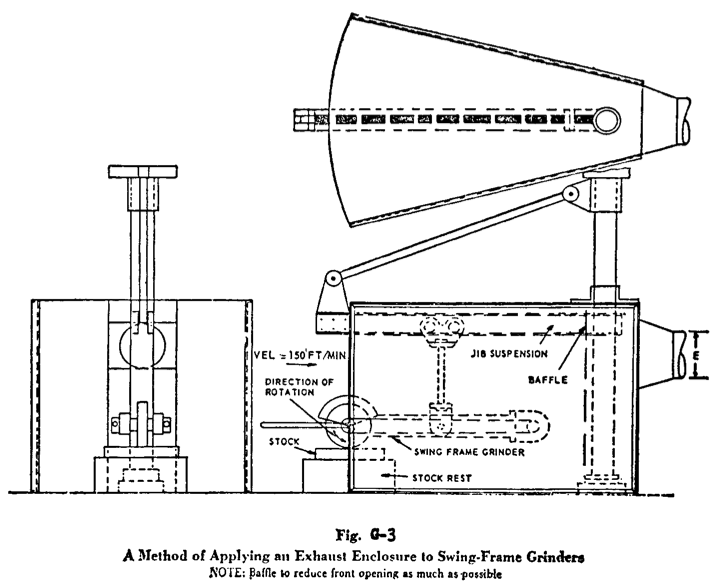 JIB SUSPENSION
BAFFLE
E
VEL = 150 FT/MIN.
DIRECTION OF
ROTATION
STOCK
SWING FRAME GRINDER
STOCK REST
Fig. G-3
A Method of Applying an Exhaust Enclosure to Swing-Frame Grinders
NOTE: Baffle to reduce front opening as much as possible